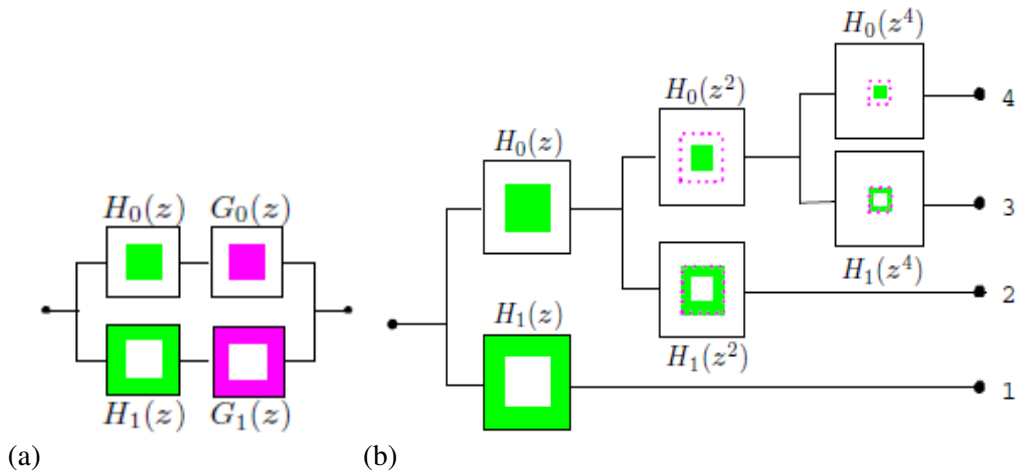 H₀(z) G₀(z)
H₁(z) G₁(z)
(a)
H₀(z⁴)
H₀(z²)
4
H₀(z)
3
H₁(z⁴)
2
H₁(z)
H₁(z²)
1
(b)